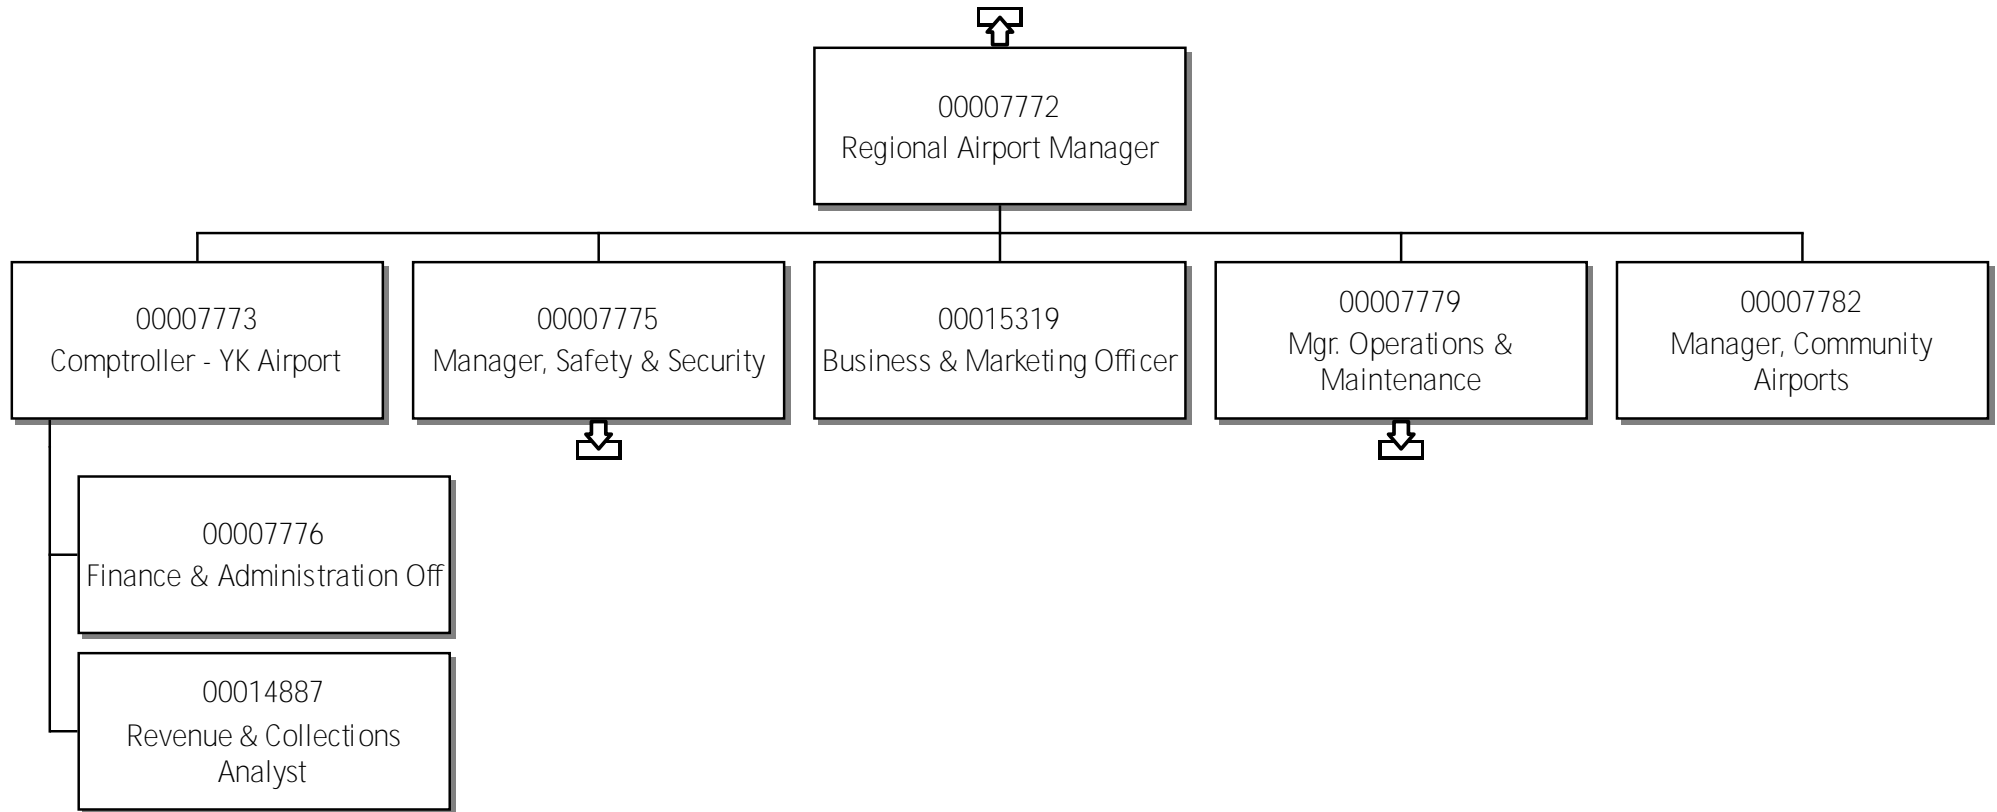 00007772
Regional Airport Manager
00007773
Comptroller - YK Airport
00007775
Manager, Safety & Security
00015319
Business & Marketing Officer
00007779
Mgr. Operations &
Maintenance
00007782
Manager, Community
Airports
00007776
Finance & Administration Off
00014887
Revenue & Collections
Analyst